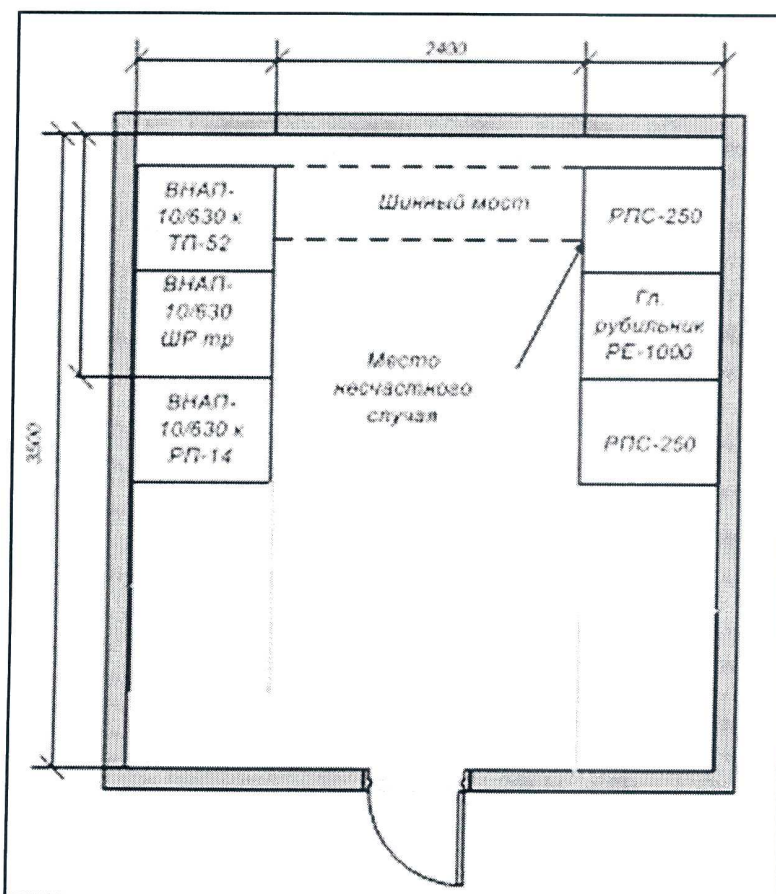 2400
ВНАП-
10/630 к
ТП-52
Шинный мост
РПС-250
ВНАП-
10/630
ШР тр
Гл.
рубильник
РЕ-1000
Место
несчастного
случая
ВНАП-
10/630 к
РП-14
РПС-250
3500